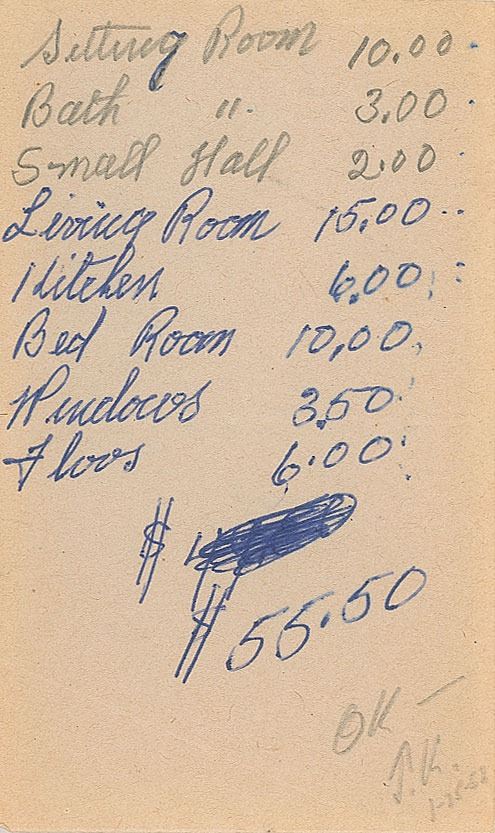 Sitting Room 10.00
Bath " 3.00
Small Hall 2.00
Living Room 15.00
Kitchen 6.00
Bed Room 10,00
Windows 3.50
Floos 6.00
$
$ 55.50
OK —
J.K.